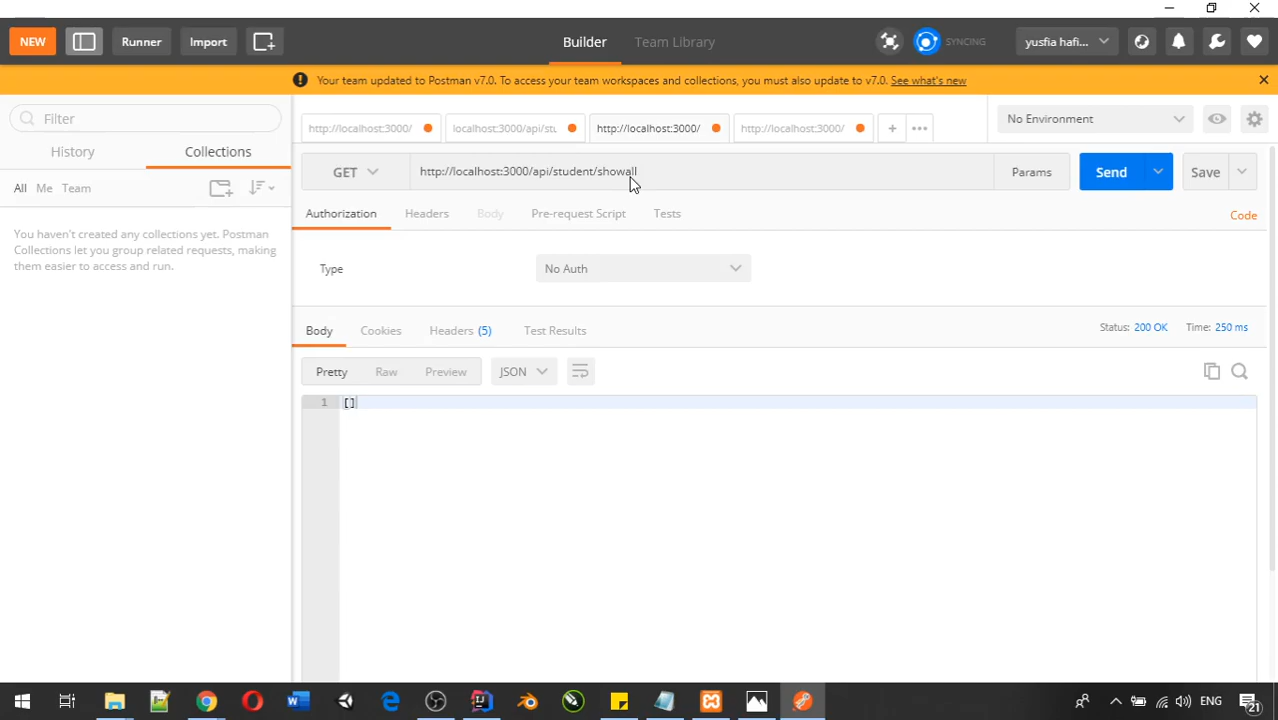 NEW
Runner
Import
Builder
Team Library
SYNCING
yusfia hafi...
Your team updated to Postman v7.0. To access your team workspaces and collections, you must also update to v7.0. See what's new
Filter
http://localhost:3000/
localhost:3000/api/stu
http://localhost:3000/
http://localhost:3000/
No Environment
History
Collections
GET
http://localhost:3000/api/student/showall
Params
Send
Save
All Me Team
Authorization
Headers
Body
Pre-request Script
Tests
Code
You haven't created any collections yet. Postman
Collections let you group related requests, making
them easier to access and run.
Type
No Auth
Body
Cookies
Headers (5)
Test Results
Status: 200 OK
Time: 250 ms
Pretty
Raw
Preview
JSON
1 []
ENG
21